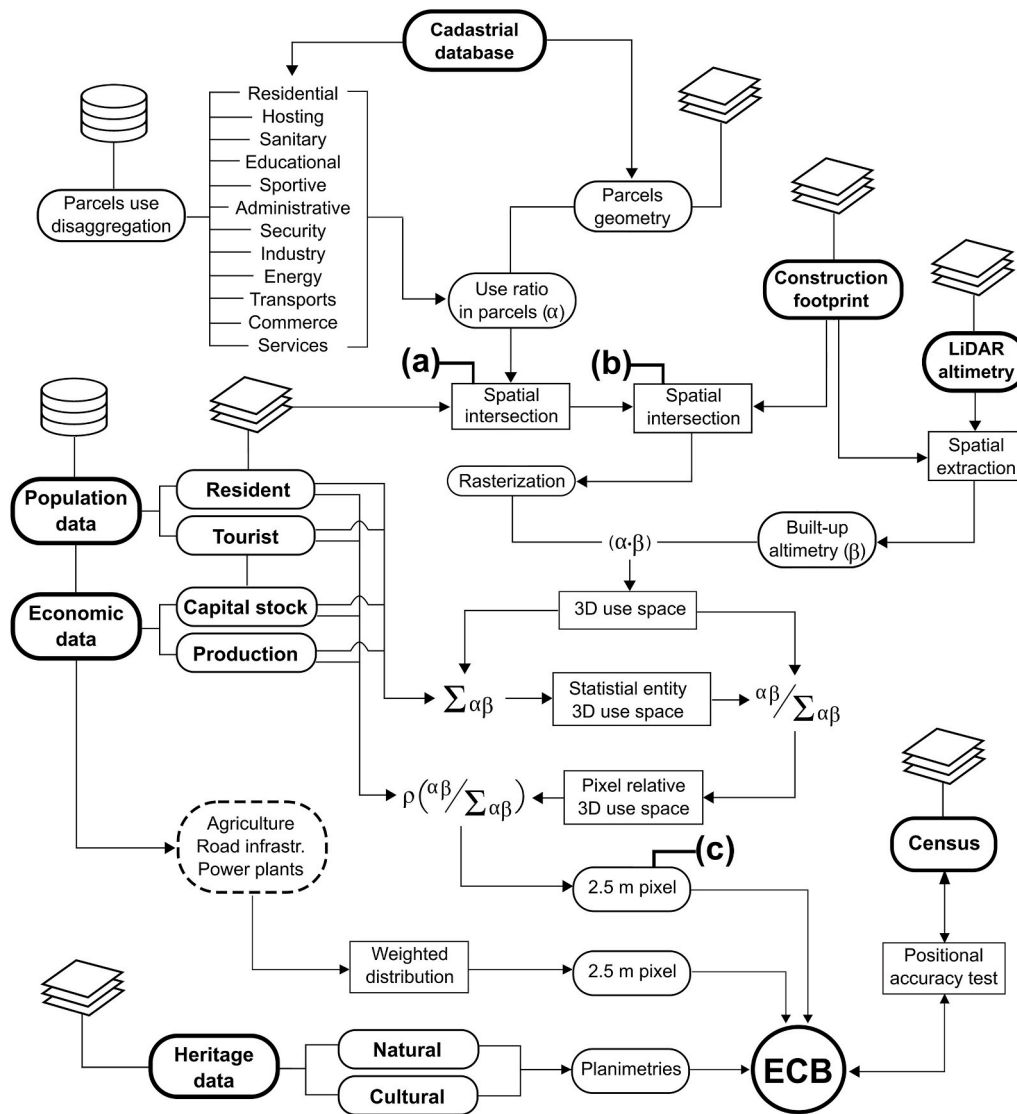 Cadastrial
database
Residential
Hosting
Sanitary
Educational
Sportive
Administrative
Security
Industry
Energy
Transports
Commerce
Services
Parcels use
disaggregation
Parcels
geometry
Use ratio
in parcels (α)
Construction
footprint
LiDAR
altimetry
(a)
(b)
Spatial
intersection
Spatial
intersection
Spatial
extraction
Population
data
Resident
Tourist
Rasterization
(α·β)
Built-up
altimetry (β)
Economic
data
Capital stock
Production
3D use space
Σαβ
Statistial entity
3D use space
αβ/Σαβ
ρ(αβ/Σαβ)
Pixel relative
3D use space
Agriculture
Road infrastr.
Power plants
(c)
2.5 m pixel
Census
Weighted
distribution
2.5 m pixel
Positional
accuracy test
Heritage
data
Natural
Cultural
Planimetries
ECB